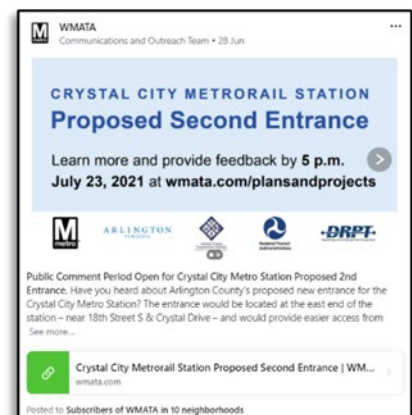 WMATA
Communications and Outreach Team • 28 Jun
CRYSTAL CITY METRORAIL STATION
Proposed Second Entrance
Learn more and provide feedback by 5 p.m.
July 23, 2021 at wmata.com/plansandprojects
M
metro
ARLINGTON
VIRGINIA
Federal Transit
Administration
DRPT
Public Comment Period Open for Crystal City Metro Station Proposed 2nd
Entrance. Have you heard about Arlington County's proposed new entrance for the
Crystal City Metro Station? The entrance would be located at the east end of the
station – near 18th Street S & Crystal Drive – and would provide easier access from
See more...
Crystal City Metrorail Station Proposed Second Entrance | WM...
wmata.com
Posted to Subscribers of WMATA in 10 neighborhoods